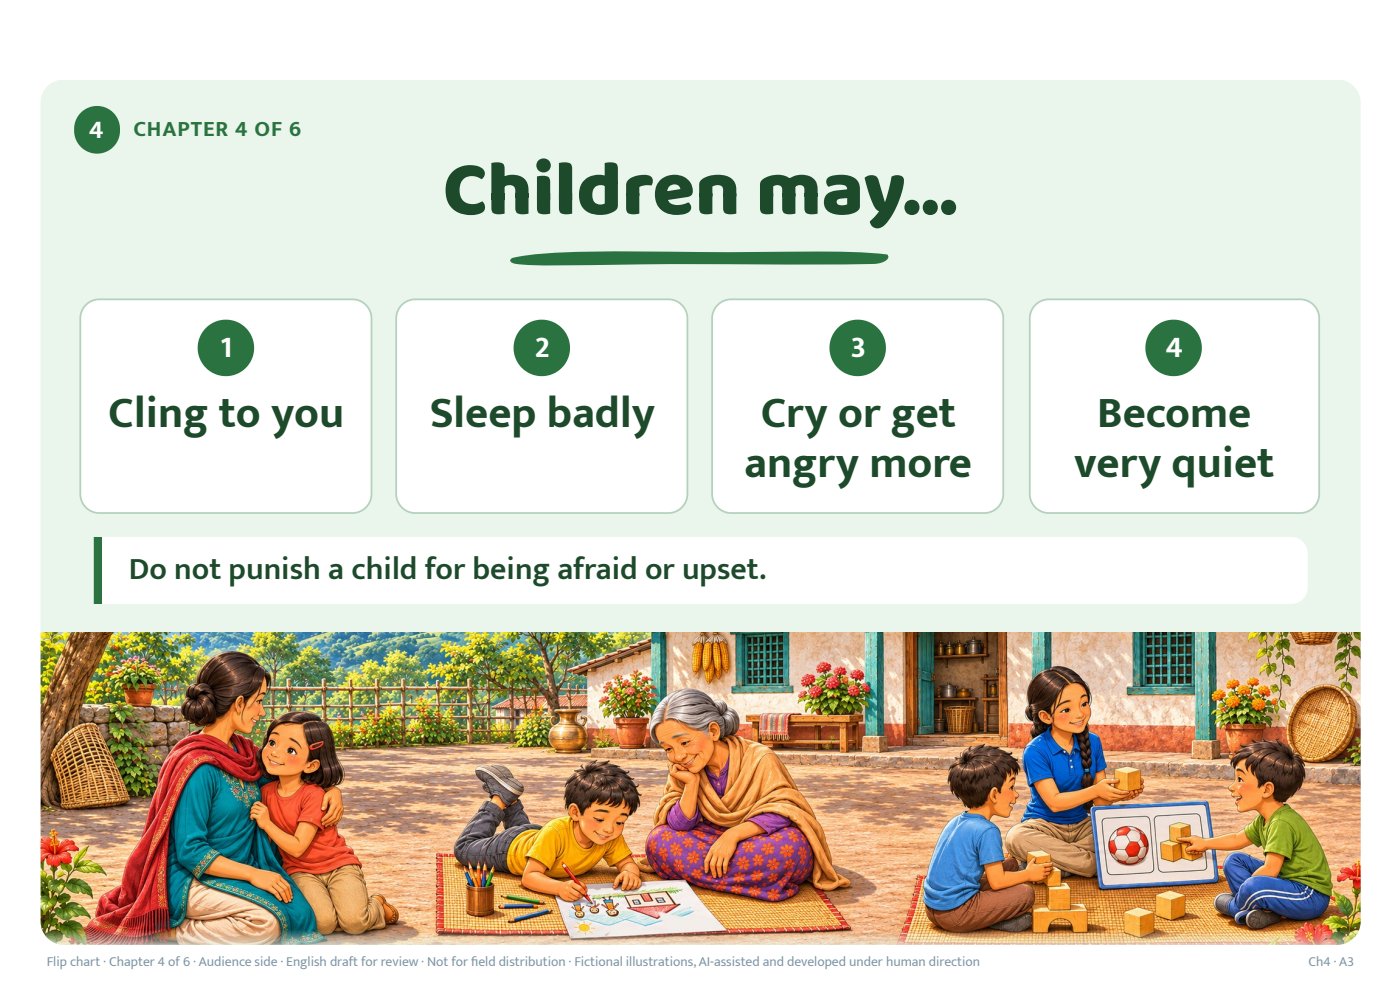 4
CHAPTER 4 OF 6
Children may...
1
Cling to you
2
Sleep badly
3
Cry or get
angry more
4
Become
very quiet
Do not punish a child for being afraid or upset.
Flip chart · Chapter 4 of 6 · Audience side · English draft for review · Not for field distribution · Fictional illustrations, AI-assisted and developed under human direction
Ch4 · A3